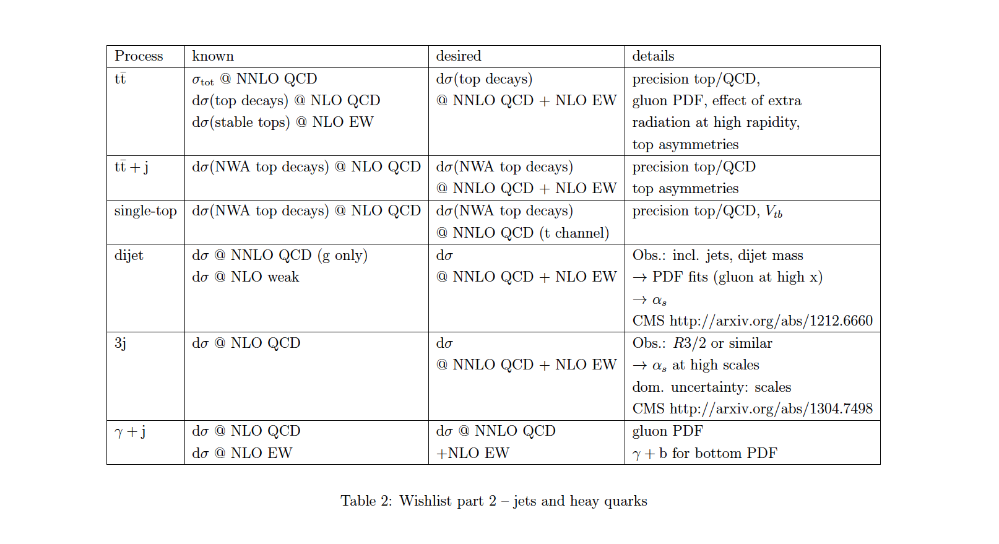 Process known desired details
tt̄ σtot @ NNLO QCD dσ(top decays) precision top/QCD,
dσ(top decays) @ NLO QCD @ NNLO QCD + NLO EW gluon PDF, effect of extra
dσ(stable tops) @ NLO EW radiation at high rapidity,
top asymmetries
tt̄ + j dσ(NWA top decays) @ NLO QCD dσ(NWA top decays) precision top/QCD
@ NNLO QCD + NLO EW top asymmetries
single-top dσ(NWA top decays) @ NLO QCD dσ(NWA top decays) precision top/QCD, Vtb
@ NNLO QCD (t channel)
dijet dσ @ NNLO QCD (g only) dσ Obs.: incl. jets, dijet mass
dσ @ NLO weak @ NNLO QCD + NLO EW → PDF fits (gluon at high x)
→ αs
CMS http://arxiv.org/abs/1212.6660
3j dσ @ NLO QCD dσ Obs.: R3/2 or similar
@ NNLO QCD + NLO EW → αs at high scales
dom. uncertainty: scales
CMS http://arxiv.org/abs/1304.7498
γ + j dσ @ NLO QCD dσ @ NNLO QCD gluon PDF
dσ @ NLO EW +NLO EW γ + b for bottom PDF
Table 2: Wishlist part 2 – jets and heay quarks